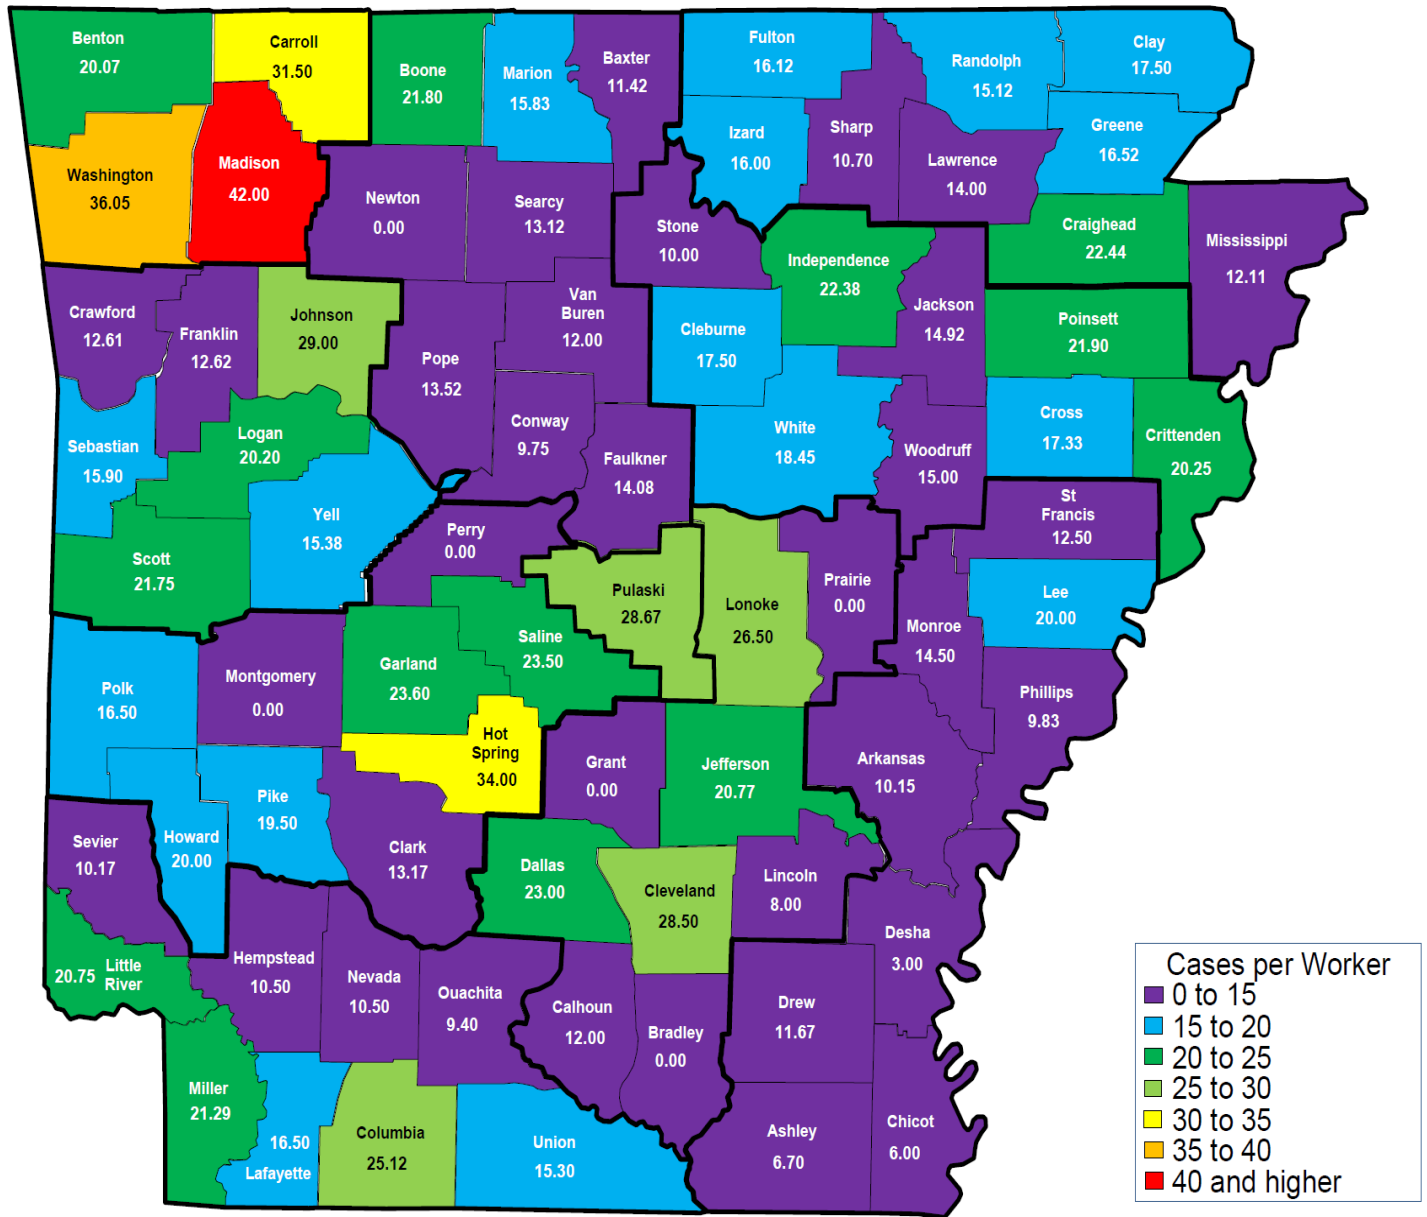 Benton
20.07
Carroll
31.50
Boone
21.80
Marion
15.83
Baxter
11.42
Fulton
16.12
Randolph
15.12
Clay
17.50
Izard
16.00
Sharp
10.70
Lawrence
14.00
Greene
16.52
Washington
36.05
Madison
42.00
Newton
0.00
Searcy
13.12
Stone
10.00
Independence
22.38
Craighead
22.44
Mississippi
12.11
Crawford
12.61
Franklin
12.62
Johnson
29.00
Pope
13.52
Van
Buren
12.00
Cleburne
17.50
Jackson
14.92
Poinsett
21.90
Sebastian
15.90
Logan
20.20
Conway
9.75
Faulkner
14.08
White
18.45
Woodruff
15.00
Cross
17.33
Crittenden
20.25
Scott
21.75
Yell
15.38
Perry
0.00
St
Francis
12.50
Pulaski
28.67
Lonoke
26.50
Prairie
0.00
Lee
20.00
Monroe
14.50
Polk
16.50
Montgomery
0.00
Garland
23.60
Saline
23.50
Phillips
9.83
Hot
Spring
34.00
Grant
0.00
Jefferson
20.77
Arkansas
10.15
Sevier
10.17
Howard
20.00
Pike
19.50
Clark
13.17
Dallas
23.00
Cleveland
28.50
Lincoln
8.00
Desha
3.00
20.75 Little
River
Hempstead
10.50
Nevada
10.50
Ouachita
9.40
Calhoun
12.00
Bradley
0.00
Drew
11.67
Miller
21.29
16.50
Lafayette
Columbia
25.12
Union
15.30
Ashley
6.70
Chicot
6.00
Cases per Worker
0 to 15
15 to 20
20 to 25
25 to 30
30 to 35
35 to 40
40 and higher